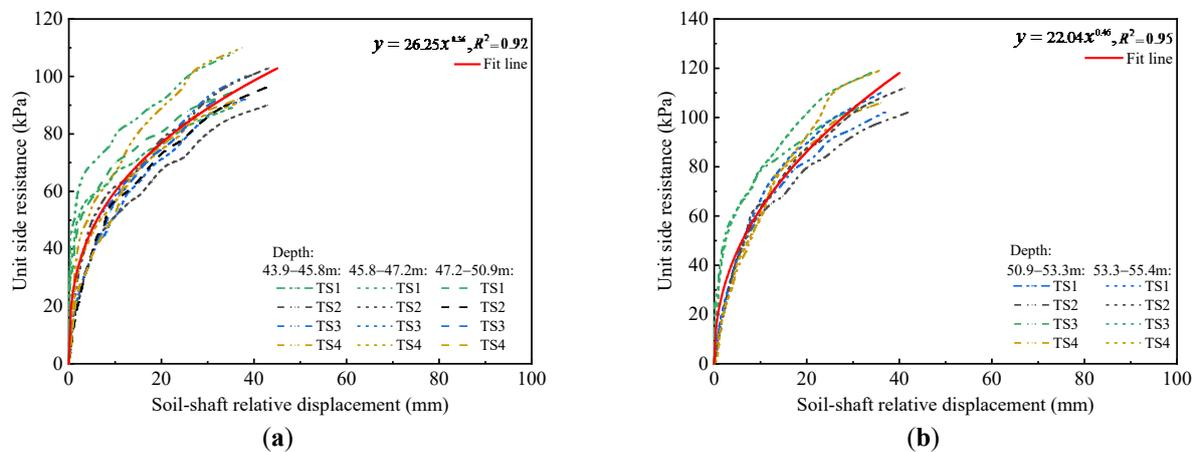 120
100
80
60
40
20
0
Unit side resistance (kPa)
y = 26.25x^0.36, R² = 0.92
Fit line
Depth:
43.9–45.8m: 45.8–47.2m: 47.2–50.9m:
TS1 TS1 TS1
TS2 TS2 TS2
TS3 TS3 TS3
TS4 TS4 TS4
0 20 40 60 80 100
Soil-shaft relative displacement (mm)
(a)
140
120
100
80
60
40
20
0
Unit side resistance (kPa)
y = 22.04x^0.46, R² = 0.95
Fit line
Depth:
50.9–53.3m: 53.3–55.4m:
TS1 TS1
TS2 TS2
TS3 TS3
TS4 TS4
0 20 40 60 80 100
Soil-shaft relative displacement (mm)
(b)